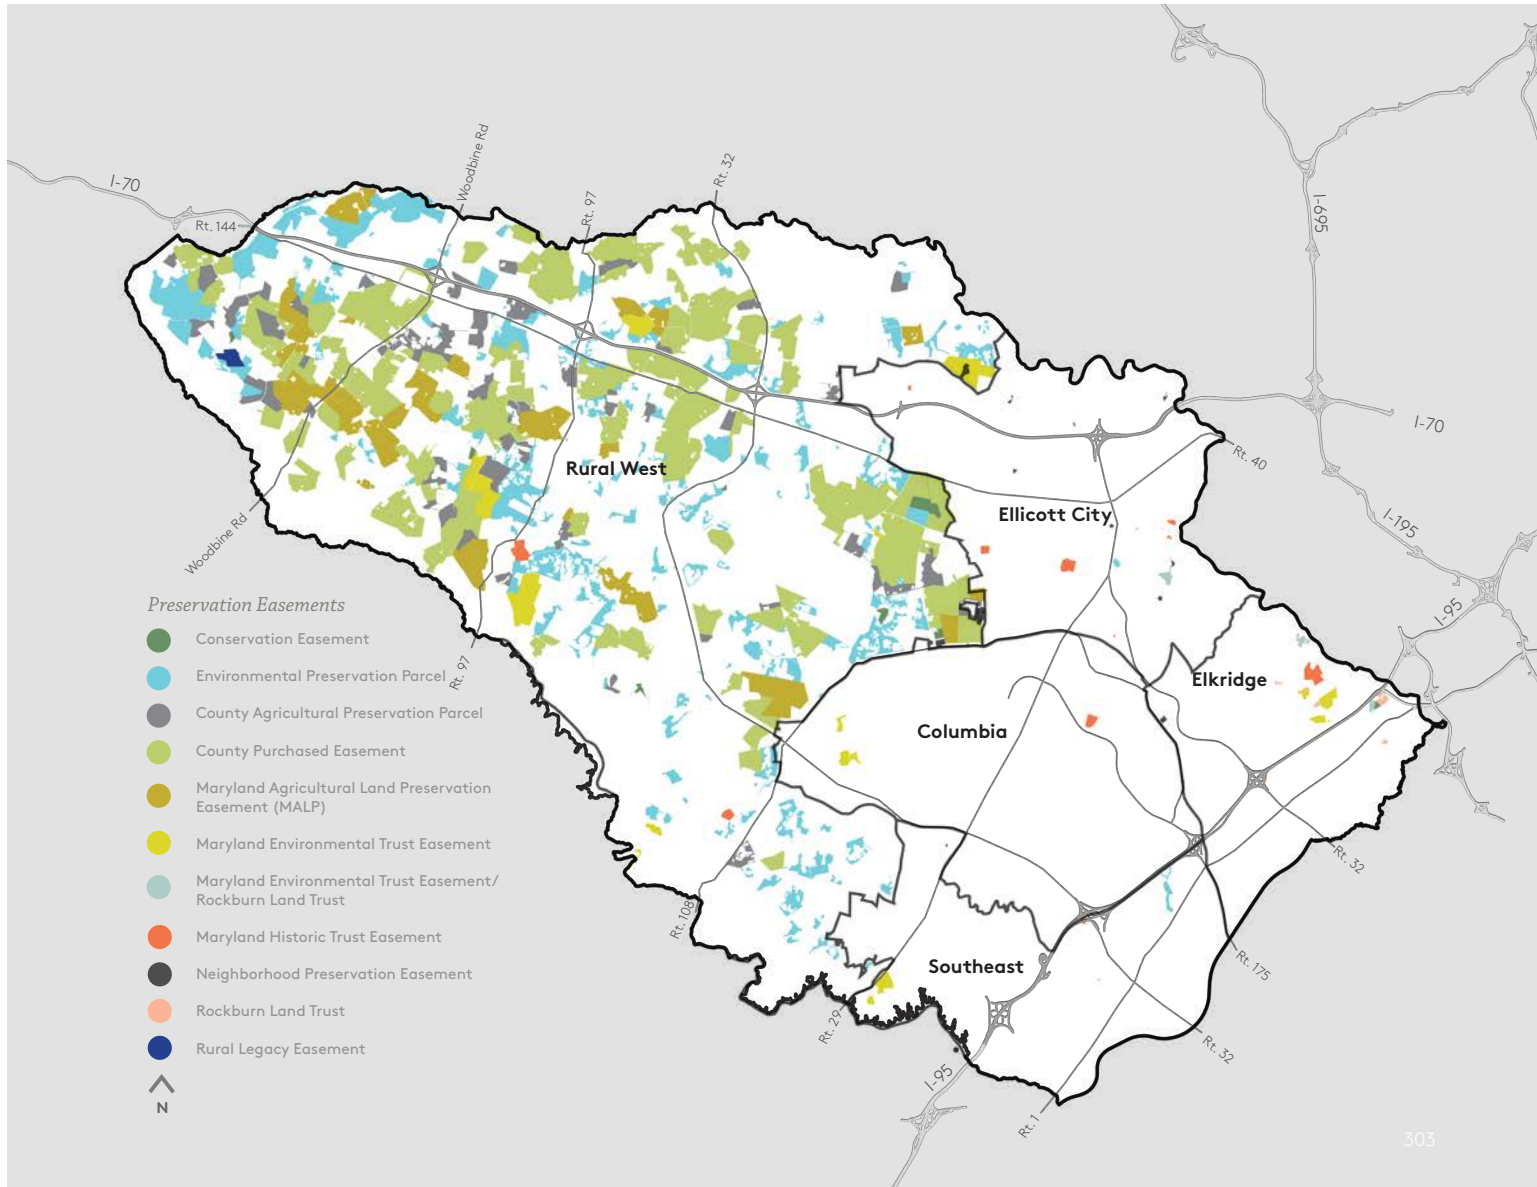 I-70
Rt. 144
Woodbine Rd
Rt. 97
Rt. 32
I-695
I-70
Rt. 40
I-195
I-95
Rural West
Ellicott City
Elkridge
Columbia
Southeast
Woodbine Rd
Rt. 97
Rt. 108
Rt. 29
I-95
Rt. 1
Rt. 32
Rt. 175
Rt. 32
Preservation Easements
Conservation Easement
Environmental Preservation Parcel
County Agricultural Preservation Parcel
County Purchased Easement
Maryland Agricultural Land Preservation
Easement (MALP)
Maryland Environmental Trust Easement
Maryland Environmental Trust Easement/
Rockburn Land Trust
Maryland Historic Trust Easement
Neighborhood Preservation Easement
Rockburn Land Trust
Rural Legacy Easement
N
303